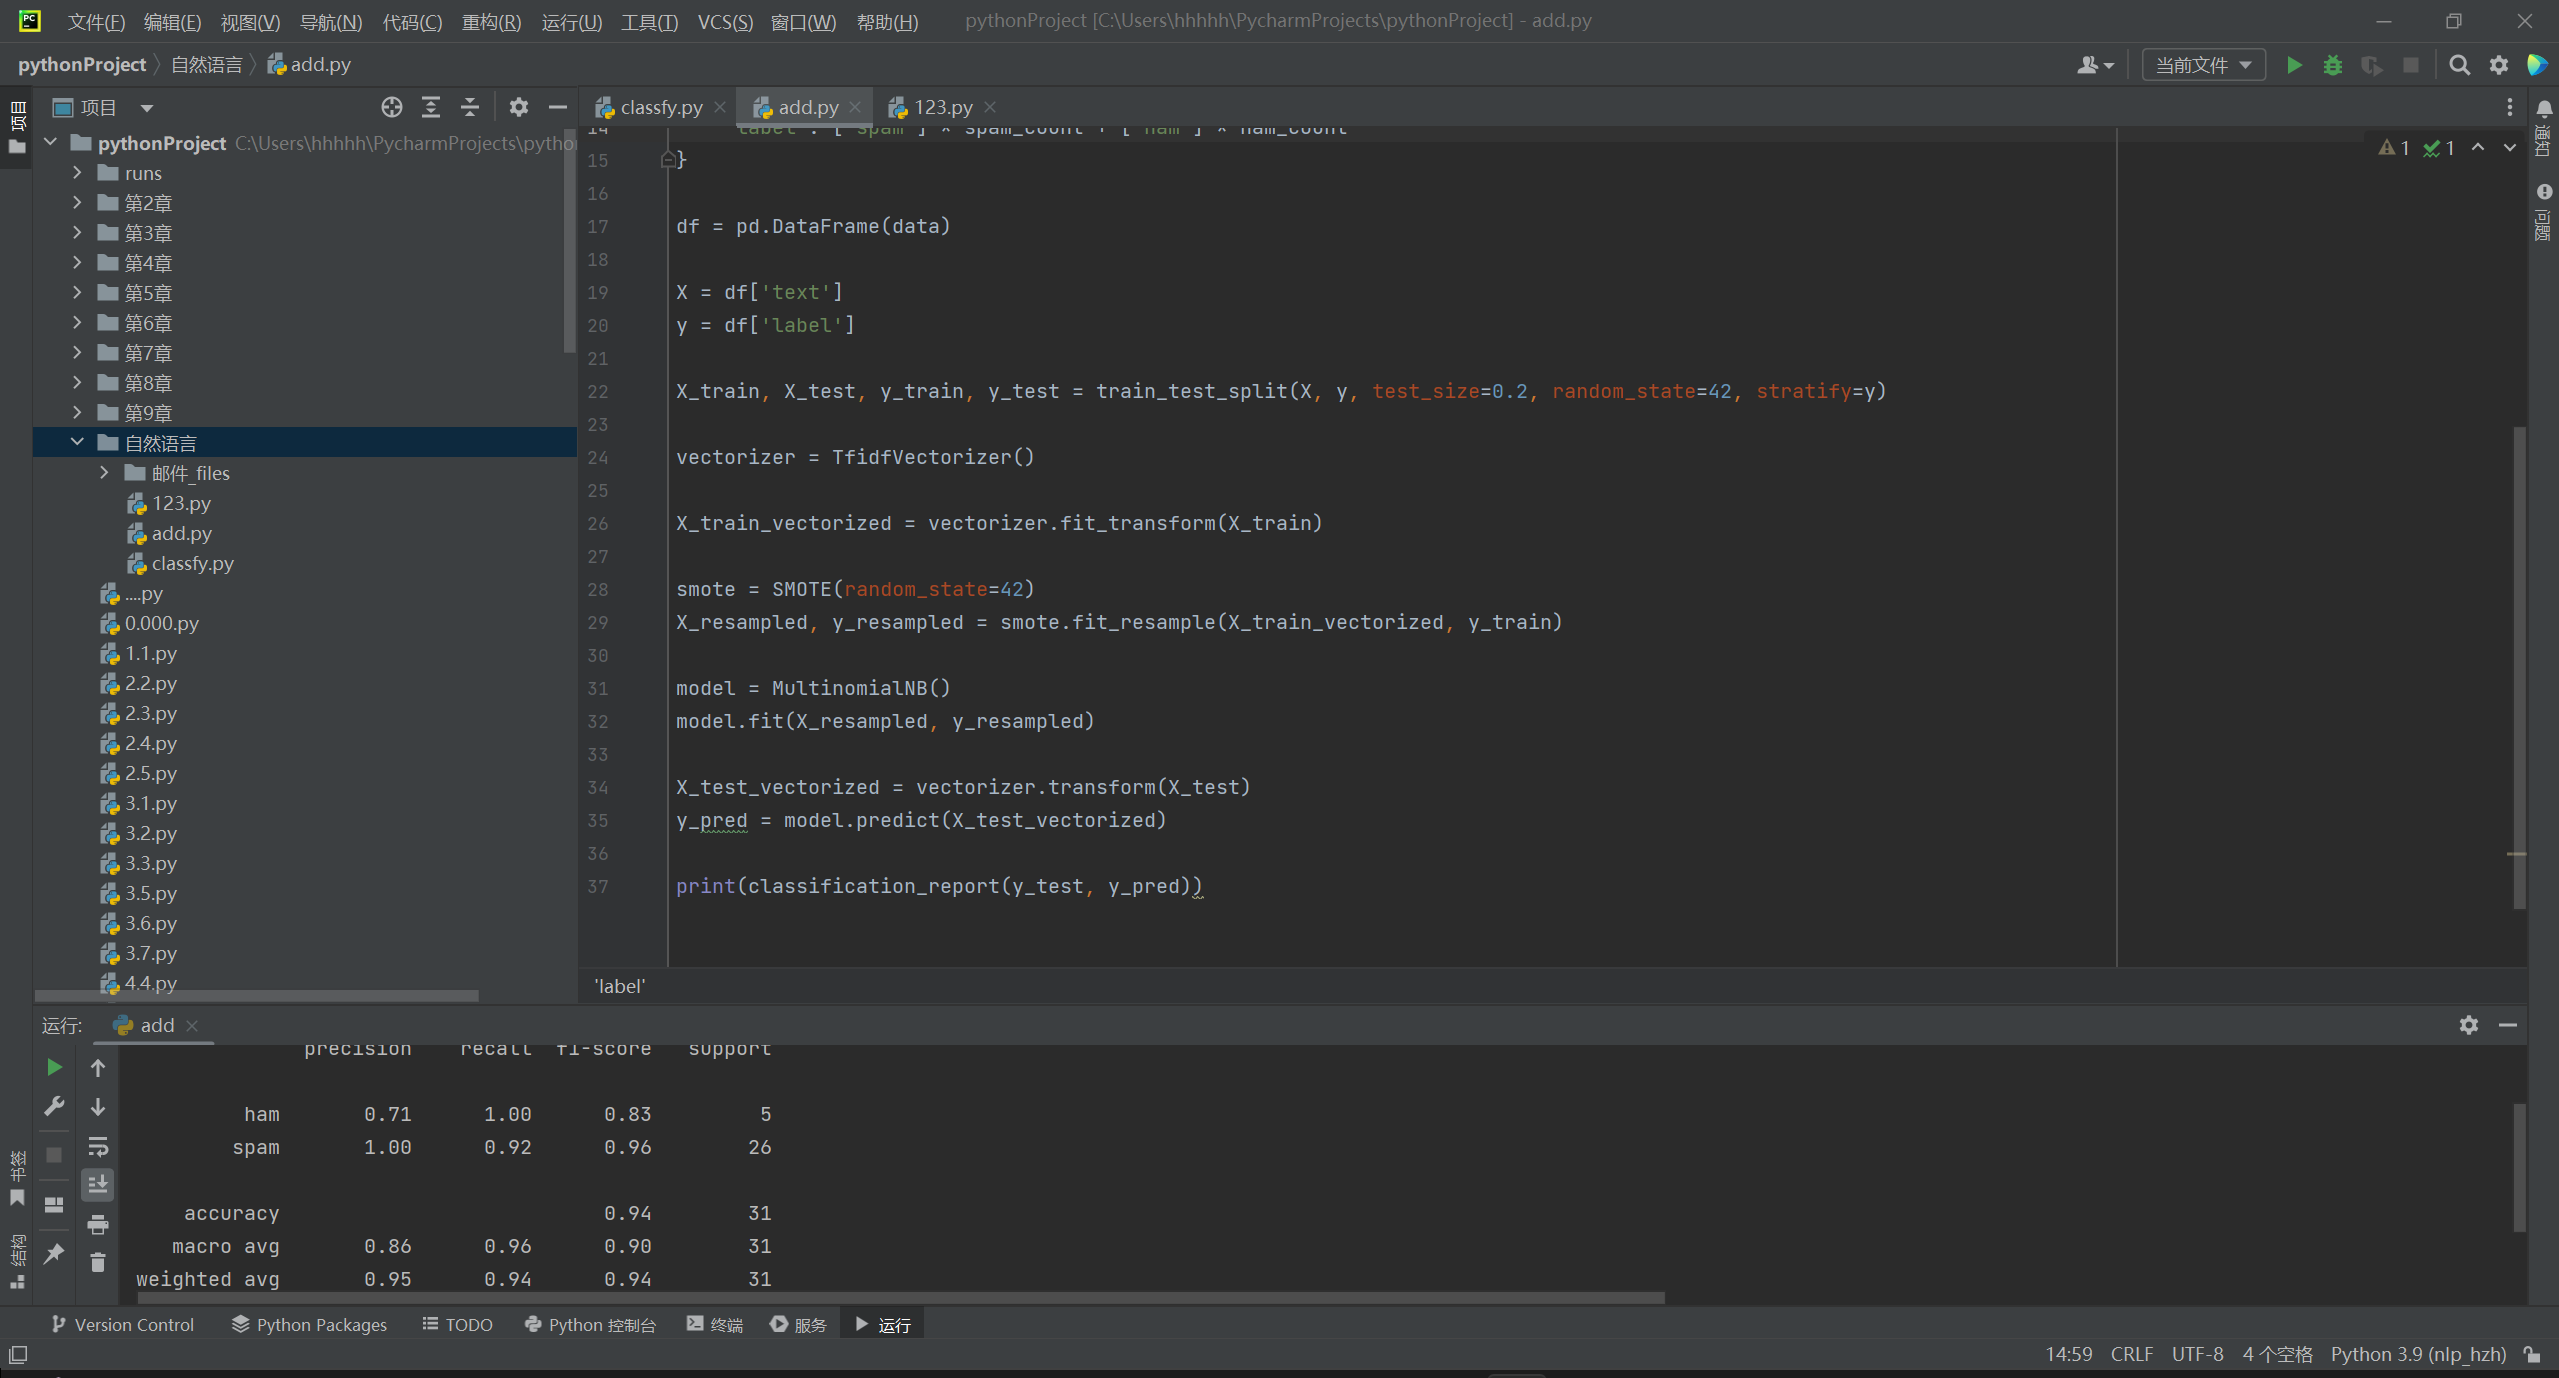 文件(F) 编辑(E) 视图(V) 导航(N) 代码(C) 重构(R) 运行(U) 工具(T) VCS(S) 窗口(W) 帮助(H) pythonProject [C:\Users\hhhhh\PycharmProjects\pythonProject] - add.py
pythonProject 自然语言 add.py 当前文件
项目
项目
classfy.py add.py 123.py
通知
问题
pythonProject C:\Users\hhhhh\PycharmProjects\pytho
runs
第2章
第3章
第4章
第5章
第6章
第7章
第8章
第9章
自然语言
邮件_files
123.py
add.py
classfy.py
....py
0.000.py
1.1.py
2.2.py
2.3.py
2.4.py
2.5.py
3.1.py
3.2.py
3.3.py
3.5.py
3.6.py
3.7.py
4.4.py
1 1
14 'label': ['spam'] * spam_count + ['ham'] * ham_count
15 }
16
17 df = pd.DataFrame(data)
18
19 X = df['text']
20 y = df['label']
21
22 X_train, X_test, y_train, y_test = train_test_split(X, y, test_size=0.2, random_state=42, stratify=y)
23
24 vectorizer = TfidfVectorizer()
25
26 X_train_vectorized = vectorizer.fit_transform(X_train)
27
28 smote = SMOTE(random_state=42)
29 X_resampled, y_resampled = smote.fit_resample(X_train_vectorized, y_train)
30
31 model = MultinomialNB()
32 model.fit(X_resampled, y_resampled)
33
34 X_test_vectorized = vectorizer.transform(X_test)
35 y_pred = model.predict(X_test_vectorized)
36
37 print(classification_report(y_test, y_pred))
'label'
运行: add
precision recall f1-score support
ham 0.71 1.00 0.83 5
spam 1.00 0.92 0.96 26
accuracy 0.94 31
macro avg 0.86 0.96 0.90 31
weighted avg 0.95 0.94 0.94 31
书签
结构
Version Control Python Packages TODO Python 控制台 终端 服务 运行
14:59 CRLF UTF-8 4 个空格 Python 3.9 (nlp_hzh)